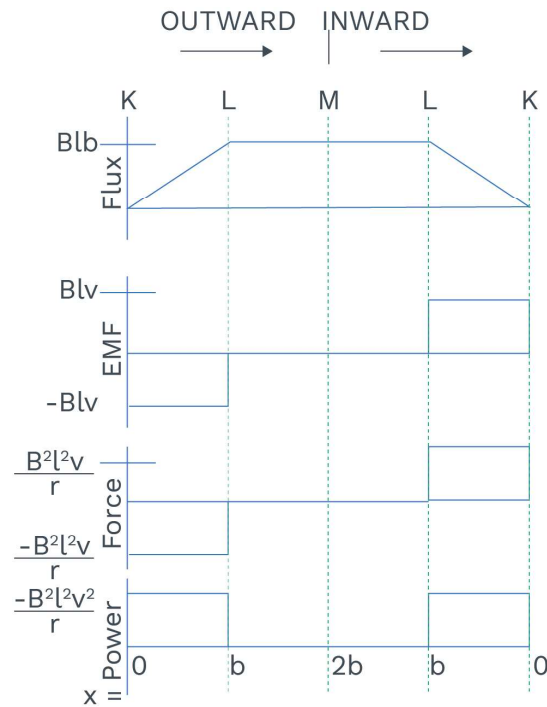 OUTWARD INWARD
K L M L K
Blb
Flux
Blv
EMF
-Blv
B²l²v
r
Force
-B²l²v
r
-B²l²v²
r
Power
0 b 2b b 0
x =